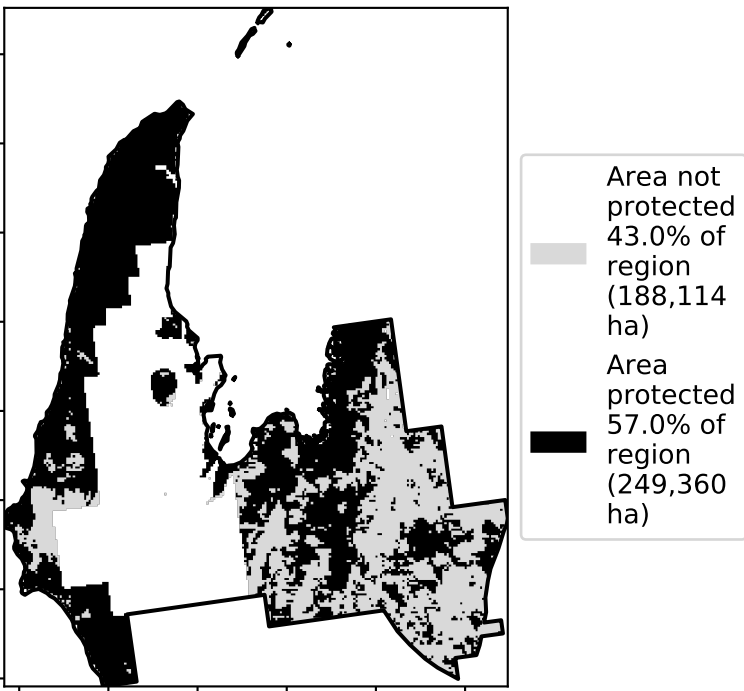 Area not
protected
43.0% of
region
(188,114
ha)
Area
protected
57.0% of
region
(249,360
ha)